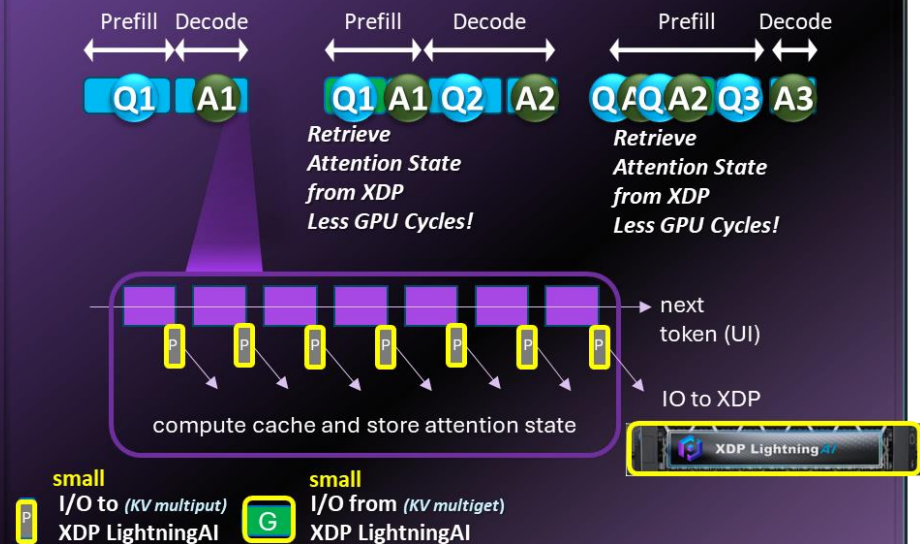 Prefill Decode
Prefill Decode
Prefill Decode
Q1 A1
Q1 A1 Q2 A2
Q A Q A2 Q3 A3
Retrieve
Attention State
from XDP
Less GPU Cycles!
Retrieve
Attention State
from XDP
Less GPU Cycles!
next
token (UI)
P P P P P P P
IO to XDP
compute cache and store attention state
XDP LightningAI
small
I/O to (KV multiput)
XDP LightningAI
P
small
I/O from (KV multiget)
XDP LightningAI
G